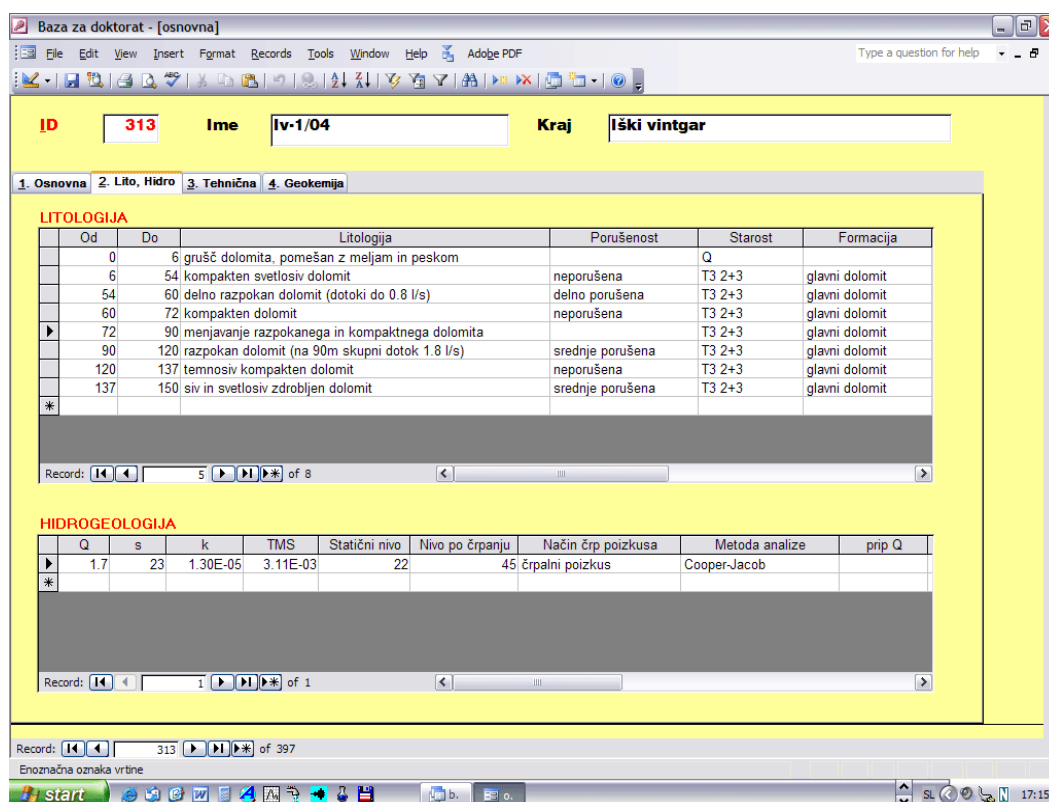 Baza za doktorat - [osnovna]
File Edit View Insert Format Records Tools Window Help Adobe PDF Type a question for help
ID 313 Ime Iv-1/04 Kraj Iški vintgar
1. Osnovna 2. Lito, Hidro 3. Tehnična 4. Geokemija
LITOLOGIJA
Od Do Litologija Porušenost Starost Formacija
0 6 grušč dolomita, pomešan z meljam in peskom Q
6 54 kompakten svetlosiv dolomit neporušena T3 2+3 glavni dolomit
54 60 delno razpokan dolomit (dotoki do 0.8 l/s) delno porušena T3 2+3 glavni dolomit
60 72 kompakten dolomit neporušena T3 2+3 glavni dolomit
72 90 menjavanje razpokanega in kompaktnega dolomita T3 2+3 glavni dolomit
90 120 razpokan dolomit (na 90m skupni dotok 1.8 l/s) srednje porušena T3 2+3 glavni dolomit
120 137 temnosiv kompakten dolomit neporušena T3 2+3 glavni dolomit
137 150 siv in svetlosiv zdrobljen dolomit srednje porušena T3 2+3 glavni dolomit
Record: 5 of 8
HIDROGEOLOGIJA
Q s k TMS Statični nivo Nivo po črpanju Način črp poizkusa Metoda analize prip Q
1.7 23 1.30E-05 3.11E-03 22 45 črpalni poizkus Cooper-Jacob
Record: 1 of 1
Record: 313 of 397
Enoznačna oznaka vrtine
start b. o. SL 17:15